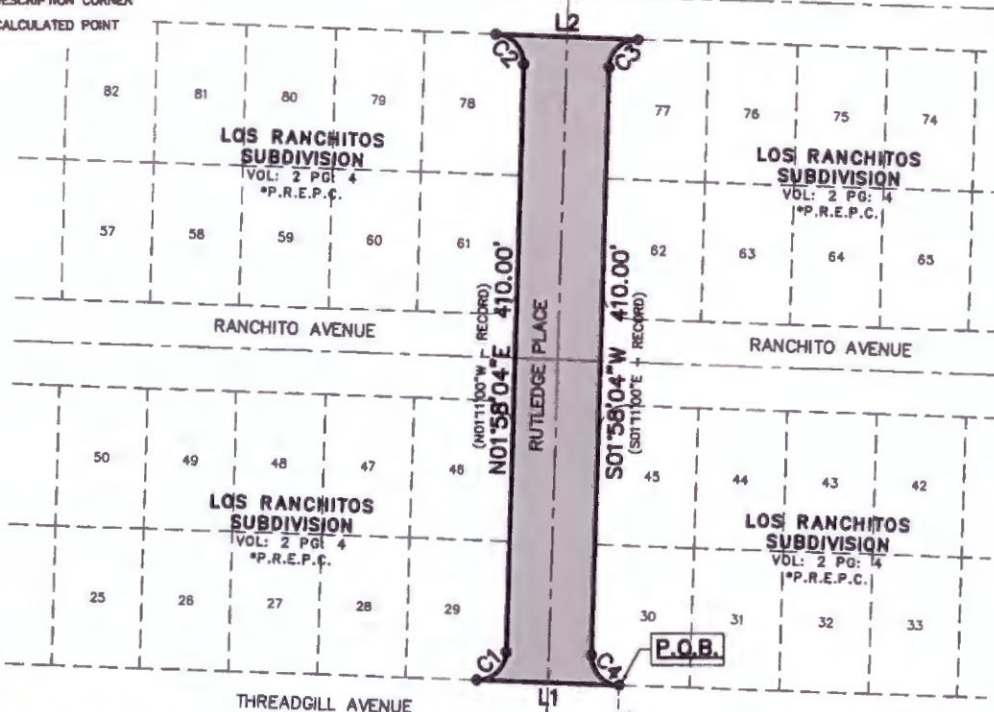 DESCRIPTION CORNER
CALCULATED POINT
L2
C2
C3
82
81
80
79
78
77
76
75
74
LOS RANCHITOS
SUBDIVISION
VOL: 2 PG: 4
*P.R.E.P.C.
LOS RANCHITOS
SUBDIVISION
VOL: 2 PG: 4
*P.R.E.P.C.
57
58
59
60
61
62
63
64
65
N01°58'04"E 410.00'
(N01°11'00"W - RECORD)
RUTLEDGE PLACE
S01°58'04"W 410.00'
(S01°11'00"E - RECORD)
RANCHITO AVENUE
RANCHITO AVENUE
50
49
48
47
46
45
44
43
42
LOS RANCHITOS
SUBDIVISION
VOL: 2 PG: 4
*P.R.E.P.C.
LOS RANCHITOS
SUBDIVISION
VOL: 2 PG: 4
*P.R.E.P.C.
25
26
27
28
29
30
31
32
33
P.O.B.
C1
C4
L1
THREADGILL AVENUE